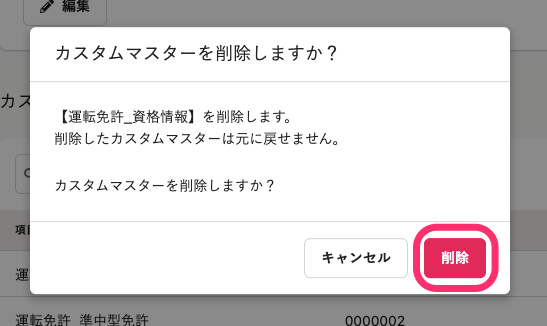 編集
カスタムマスターを削除しますか？
カス
【運転免許_資格情報】を削除します。
削除したカスタムマスターは元に戻せません。
カスタムマスターを削除しますか？
項目
キャンセル
削除
運
運転免許_準中型免許 0000002